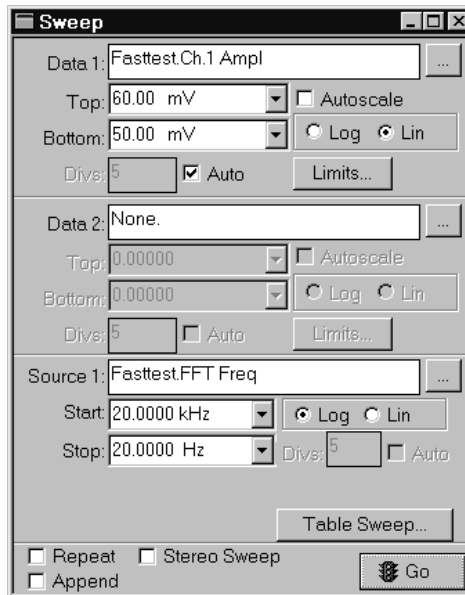 Sweep
Data 1: Fasttest.Ch.1 Ampl ...
Top: 60.00 mV Autoscale
Bottom: 50.00 mV Log Lin
Divs: 5 Auto Limits...
Data 2: None. ...
Top: 0.00000 Autoscale
Bottom: 0.00000 Log Lin
Divs: 5 Auto Limits...
Source 1: Fasttest.FFT Freq ...
Start: 20.0000 kHz Log Lin
Stop: 20.0000 Hz Divs: 5 Auto
Table Sweep...
Repeat Stereo Sweep
Append Go